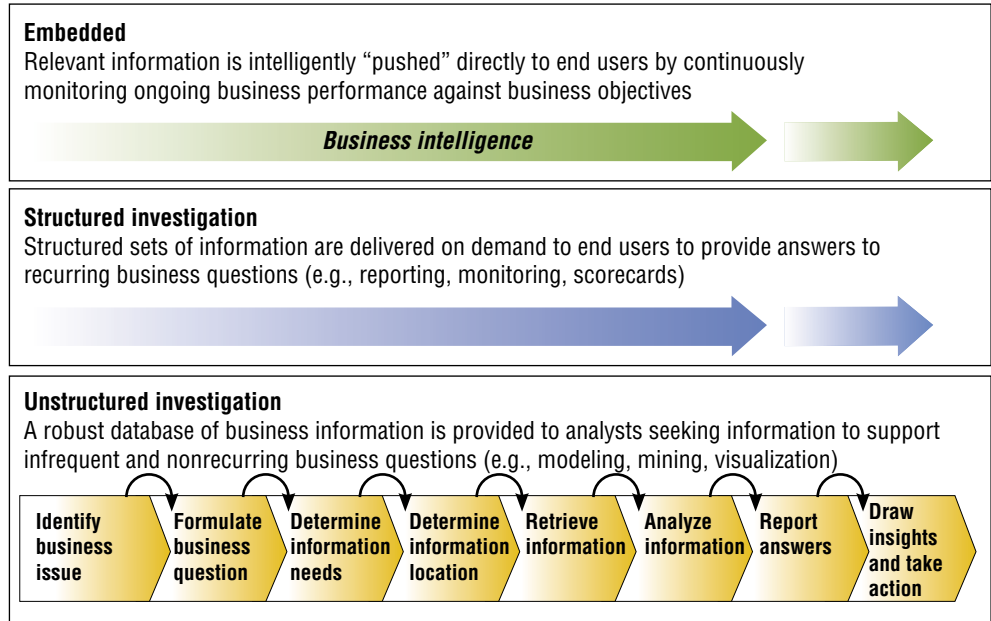 Embedded
Relevant information is intelligently “pushed” directly to end users by continuously
monitoring ongoing business performance against business objectives
Business intelligence
Structured investigation
Structured sets of information are delivered on demand to end users to provide answers to
recurring business questions (e.g., reporting, monitoring, scorecards)
Unstructured investigation
A robust database of business information is provided to analysts seeking information to support
infrequent and nonrecurring business questions (e.g., modeling, mining, visualization)
Identify
business
issue
Formulate
business
question
Determine
information
needs
Determine
information
location
Retrieve
information
Analyze
information
Report
answers
Draw
insights
and take
action